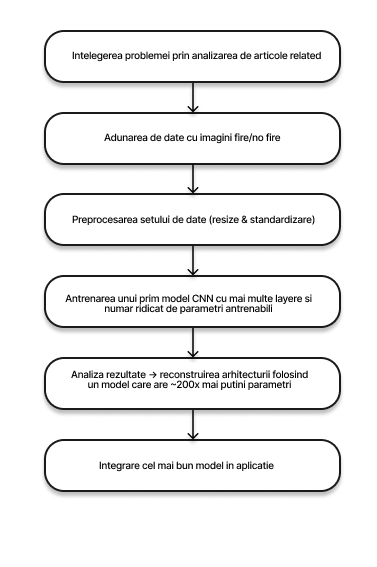 Intelegerea problemei prin analizarea de articole related
Adunarea de date cu imagini fire/no fire
Preprocesarea setului de date (resize & standardizare)
Antrenarea unui prim model CNN cu mai multe layere si
numar ridicat de parametri antrenabili
Analiza rezultate → reconstruirea arhitecturii folosind
un model care are ~200x mai putini parametri
Integrare cel mai bun model in aplicatie